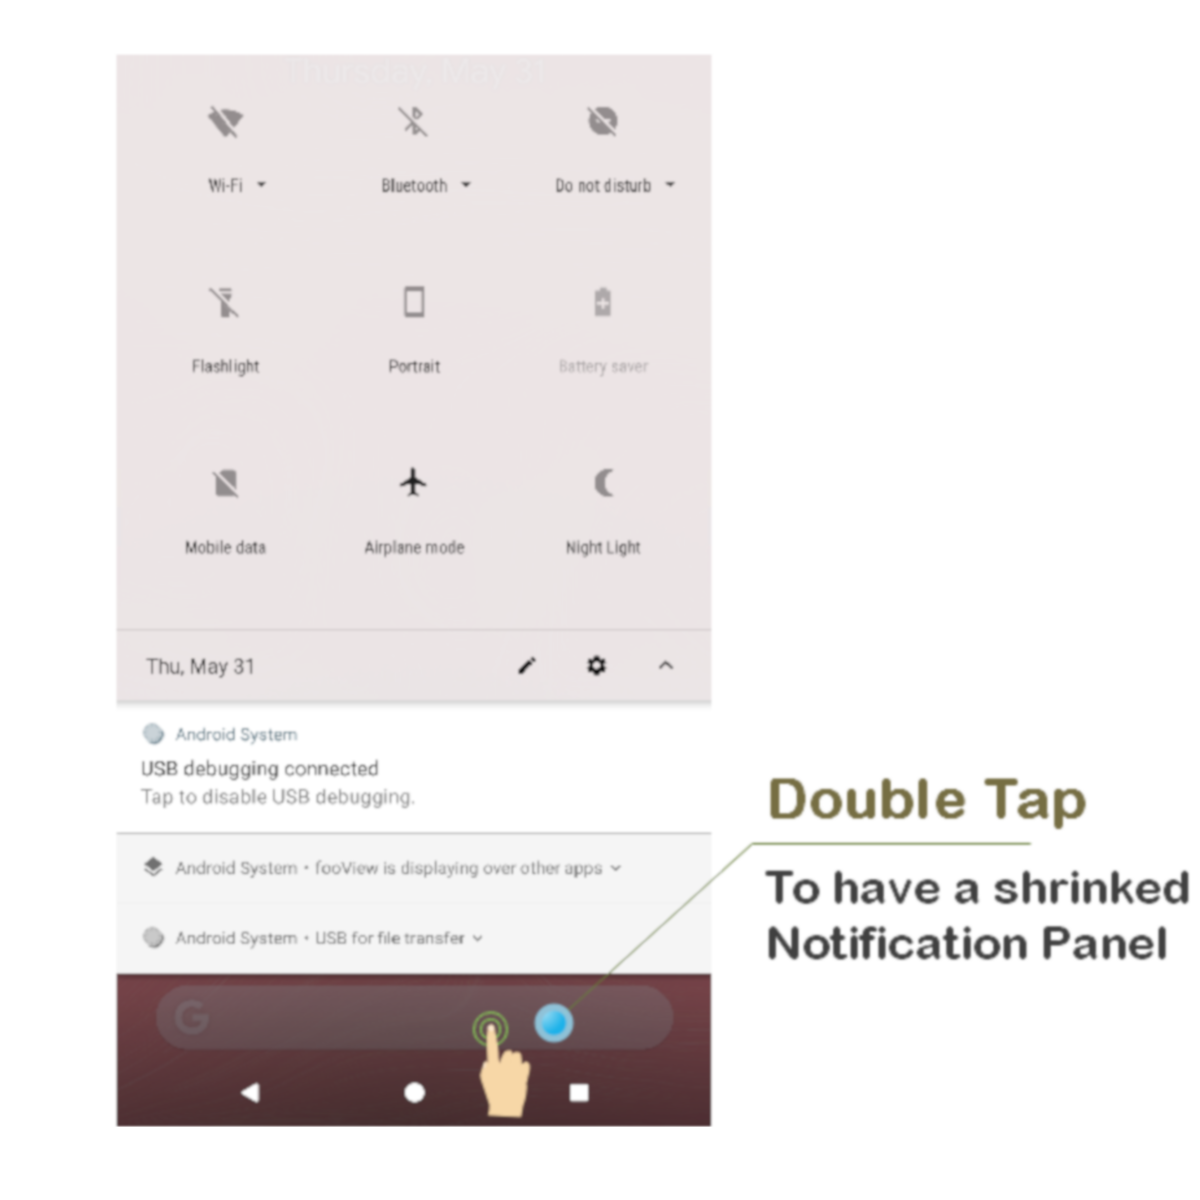 Thursday, May 31
Wi-Fi Bluetooth Do not disturb
Flashlight Portrait Battery saver
Mobile data Airplane mode Night Light
Thu, May 31
Android System
USB debugging connected
Tap to disable USB debugging.
Android System • fooView is displaying over other apps
Android System • USB for file transfer
G
Double Tap
To have a shrinked
Notification Panel